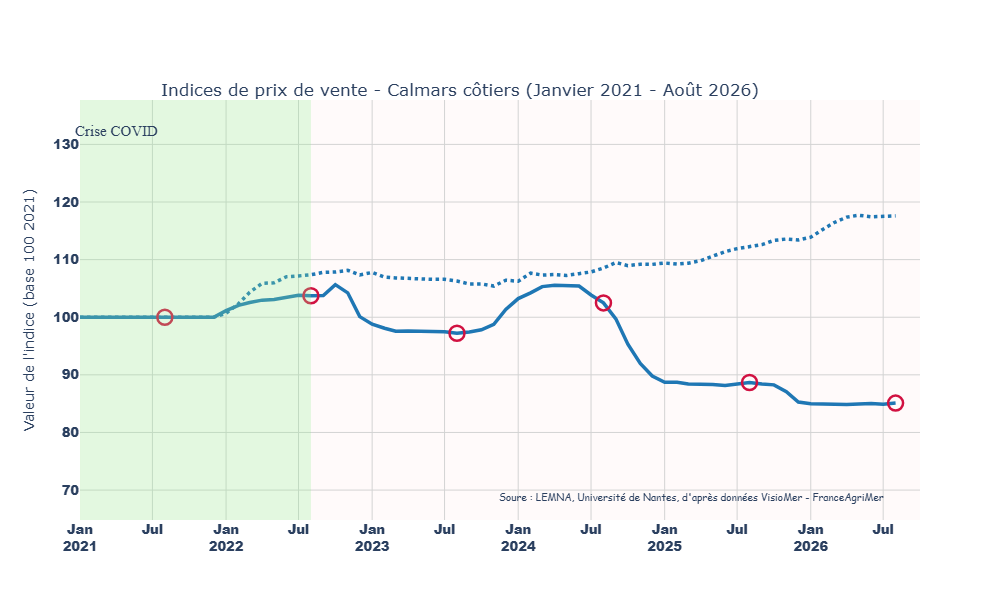 Indices de prix de vente - Calmars côtiers (Janvier 2021 - Août 2026)
Crise COVID
Valeur de l'indice (base 100 2021)
130
120
110
100
90
80
70
Soure : LEMNA, Université de Nantes, d'après données VisioMer - FranceAgriMer
Jan Jul Jan Jul Jan Jul Jan Jul Jan Jul Jan Jul
2021 2022 2023 2024 2025 2026